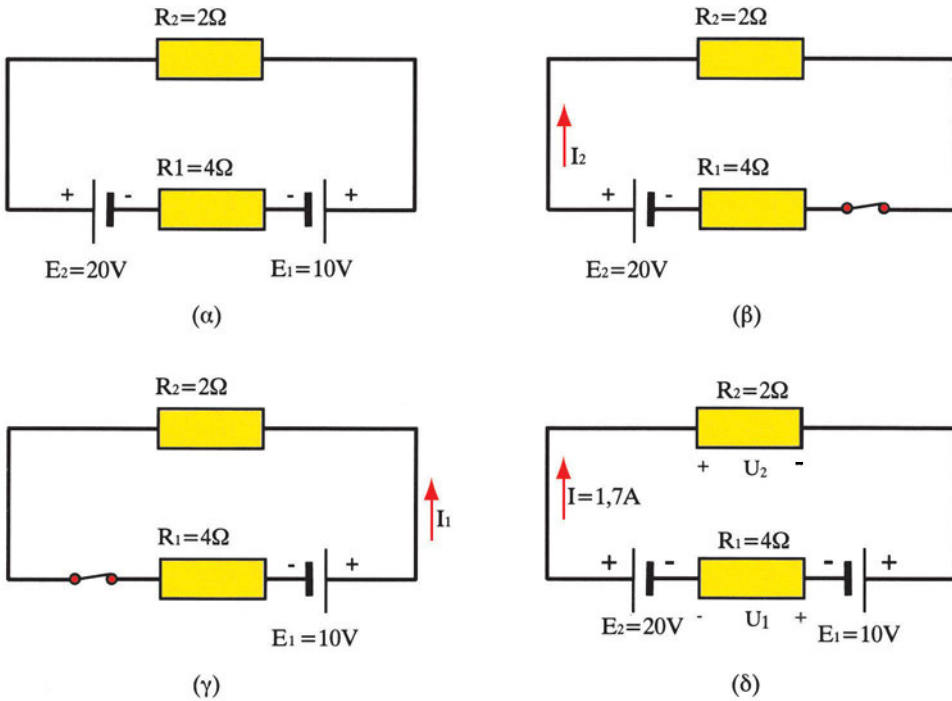 R₂=2Ω
R1=4Ω
+ - - +
E₂=20V E₁=10V
(α)
R₂=2Ω
I₂
R₁=4Ω
+ -
E₂=20V
(β)
R₂=2Ω
I₁
R₁=4Ω
- +
E₁=10V
(γ)
R₂=2Ω
+ U₂ -
I=1,7A
R₁=4Ω
+ - - +
E₂=20V - U₁ + E₁=10V
(δ)